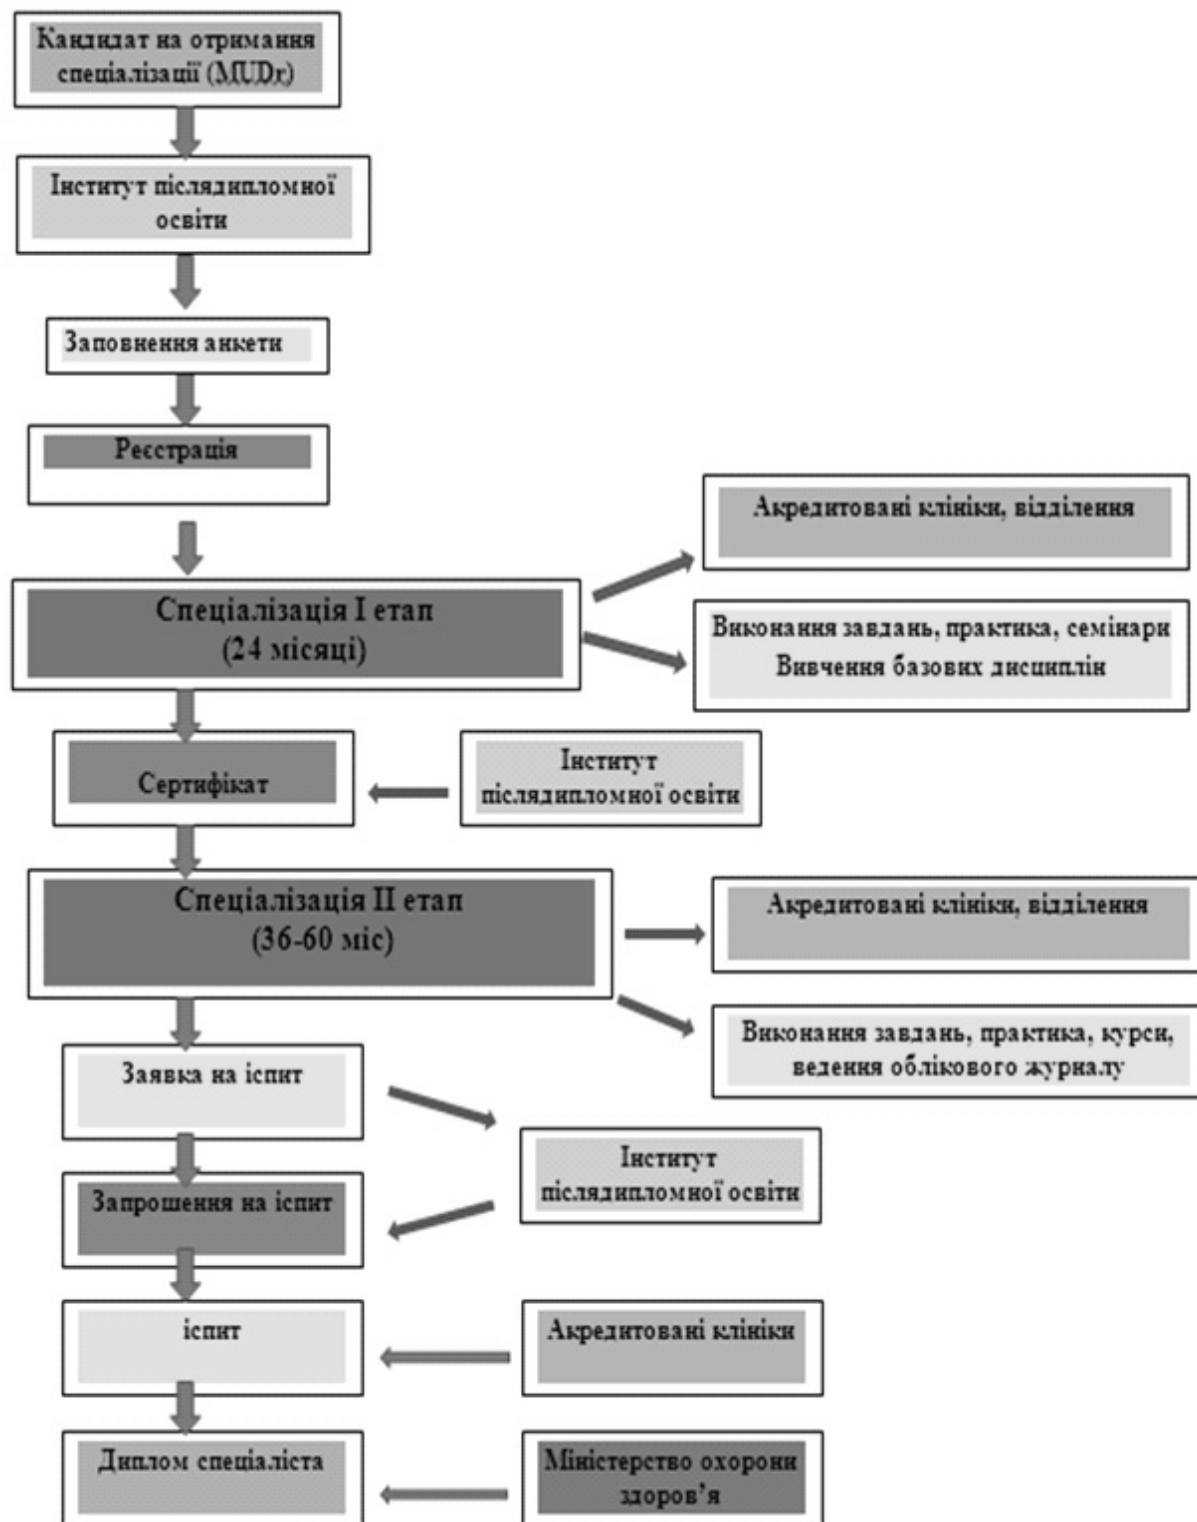 Кандидат на отримання
спеціалізації (MUDr)
Інститут післядипломної
освіти
Заповнення анкети
Реєстрація
Акредитовані клініки, відділення
Спеціалізація I етап
(24 місяці)
Виконання завдань, практика, семінари
Вивчення базових дисциплін
Сертифікат
Інститут
післядипломної освіти
Спеціалізація II етап
(36-60 міс)
Акредитовані клініки, відділення
Виконання завдань, практика, курси,
ведення облікового журналу
Заявка на іспит
Інститут
післядипломної освіти
Запрошення на іспит
іспит
Акредитовані клініки
Диплом спеціаліста
Міністерство охорони
здоров’я